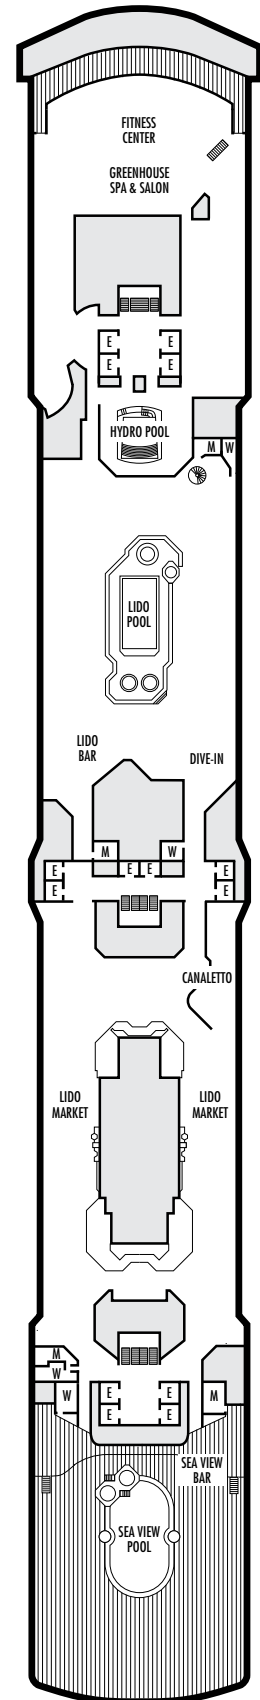 FITNESS
CENTER
GREENHOUSE
SPA & SALON
E E
E E
HYDRO POOL
M W
LIDO
POOL
LIDO
BAR
DIVE-IN
M W
E E E E
E E
CANALETTO
LIDO
MARKET
LIDO
MARKET
M
W
W E E M
E E
SEA VIEW
BAR
SEA VIEW
POOL